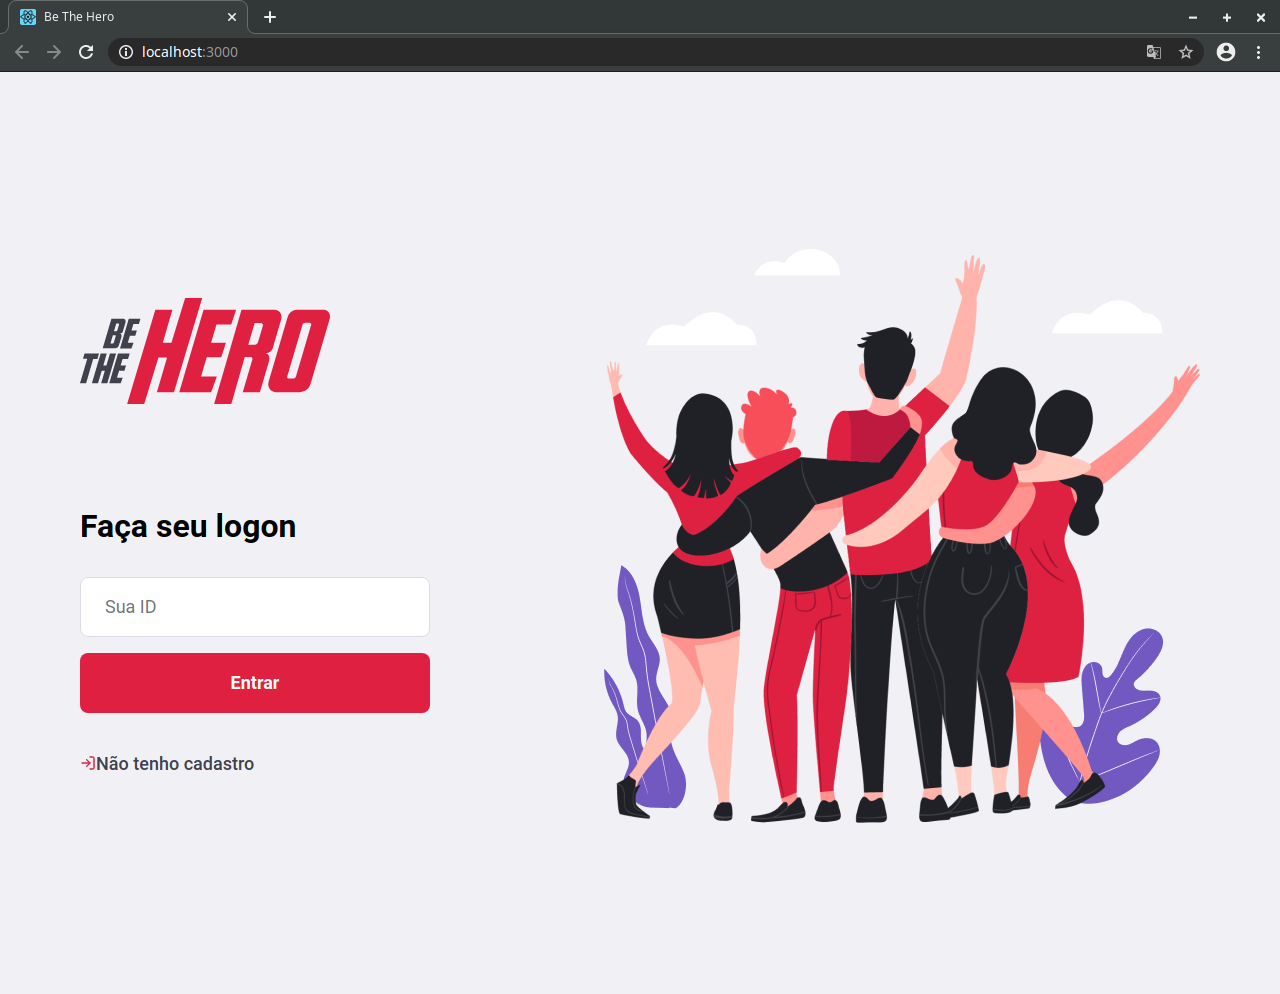 Be The Hero
localhost:3000
BE
THE HERO
Faça seu logon
Sua ID
Entrar
Não tenho cadastro